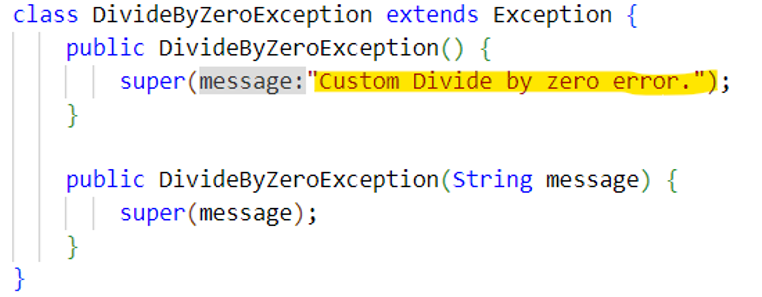 class DivideByZeroException extends Exception {
public DivideByZeroException() {
super(message:"Custom Divide by zero error.");
}
public DivideByZeroException(String message) {
super(message);
}
}